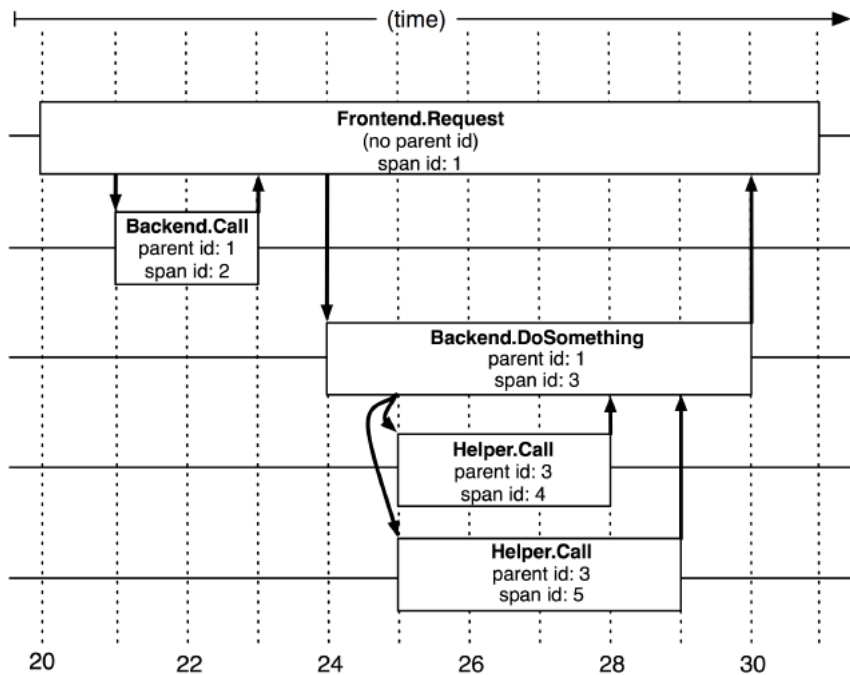 (time)
Frontend.Request
(no parent id)
span id: 1
Backend.Call
parent id: 1
span id: 2
Backend.DoSomething
parent id: 1
span id: 3
Helper.Call
parent id: 3
span id: 4
Helper.Call
parent id: 3
span id: 5
20 22 24 26 28 30